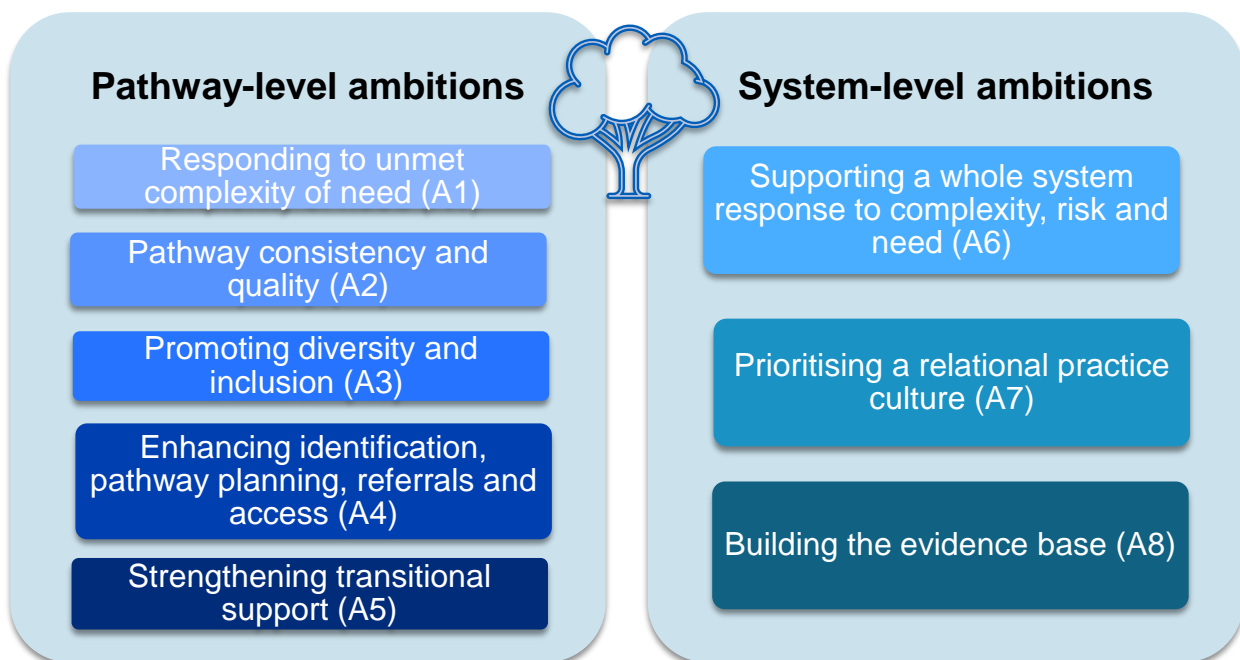 Pathway-level ambitions
Responding to unmet
complexity of need (A1)
Pathway consistency and
quality (A2)
Promoting diversity and
inclusion (A3)
Enhancing identification,
pathway planning, referrals and
access (A4)
Strengthening transitional
support (A5)
System-level ambitions
Supporting a whole system
response to complexity, risk and
need (A6)
Prioritising a relational practice
culture (A7)
Building the evidence base (A8)